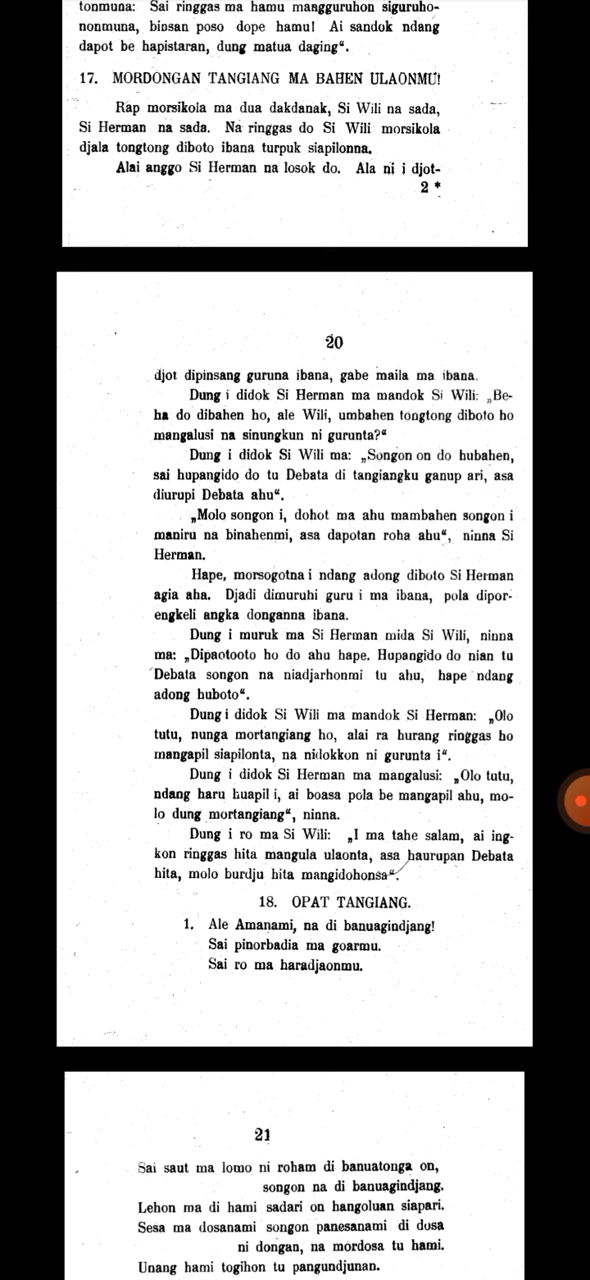 tonmuna: Sai ringgas ma hamu mangguruhon siguruho-
nonmuna, binsan poso dope hamu! Ai sandok ndang
dapot be hapistaran, dung matua daging“.
17. MORDONGAN TANGIANG MA BAHEN ULAONMU!
Rap morsikola ma dua dakdanak, Si Wili na sada,
Si Herman na sada. Na ringgas do Si Wili morsikola
djala tongtong diboto ibana turpuk siapilonna.
Alai anggo Si Herman na losok do. Ala ni i djot-
2 *
20
djot dipinsang guruna ibana, gabe maila ma ibana.
Dung i didok Si Herman ma mandok Si Wili: „Be-
ha do dibahen ho, ale Wili, umbahen tongtong diboto ho
mangalusi na sinungkun ni gurunta?“
Dung i didok Si Wili ma: „Songon on do hubahen,
sai hupangido do tu Debata di tangiangku ganup ari, asa
diurupi Debata ahu“.
„Molo songon i, dohot ma ahu mambahen songon i
maniru na binahenmi, asa dapotan roha ahu“, ninna Si
Herman.
Hape, morsogotna i ndang adong diboto Si Herman
agia aha. Djadi dimuruhi guru i ma ibana, pola dipor-
engkeli angka donganna ibana.
Dung i muruk ma Si Herman mida Si Wili, ninna
ma: „Dipaotooto ho do ahu hape. Hupangido do nian tu
Debata songon na niadjarhonmi tu ahu, hape ndang
adong huboto“.
Dung i didok Si Wili ma mandok Si Herman: „Olo
tutu, nunga mortangiang ho, alai ra hurang ringgas ho
mangapil siapilonta, na nidokkon ni gurunta i“.
Dung i didok Si Herman ma mangalusi: „Olo tutu,
ndang haru huapil i, ai boasa pola be mangapil ahu, mo-
lo dung mortangiang“, ninna.
Dung i ro ma Si Wili: „I ma tahe salam, ai ing-
kon ringgas hita mangula ulaonta, asa haurupan Debata
hita, molo burdju hita mangidohonsa“.
18. OPAT TANGIANG.
1. Ale Amanami, na di banuagindjang!
Sai pinorbadia ma goarmu.
Sai ro ma haradjaonmu.
21
Sai saut ma lomo ni roham di banuatonga on,
songon na di banuagindjang.
Lehon ma di hami sadari on hangoluan siapari.
Sesa ma dosanami songon panesanami di dosa
ni dongan, na mordosa tu hami.
Unang hami togihon tu pangundjunan.